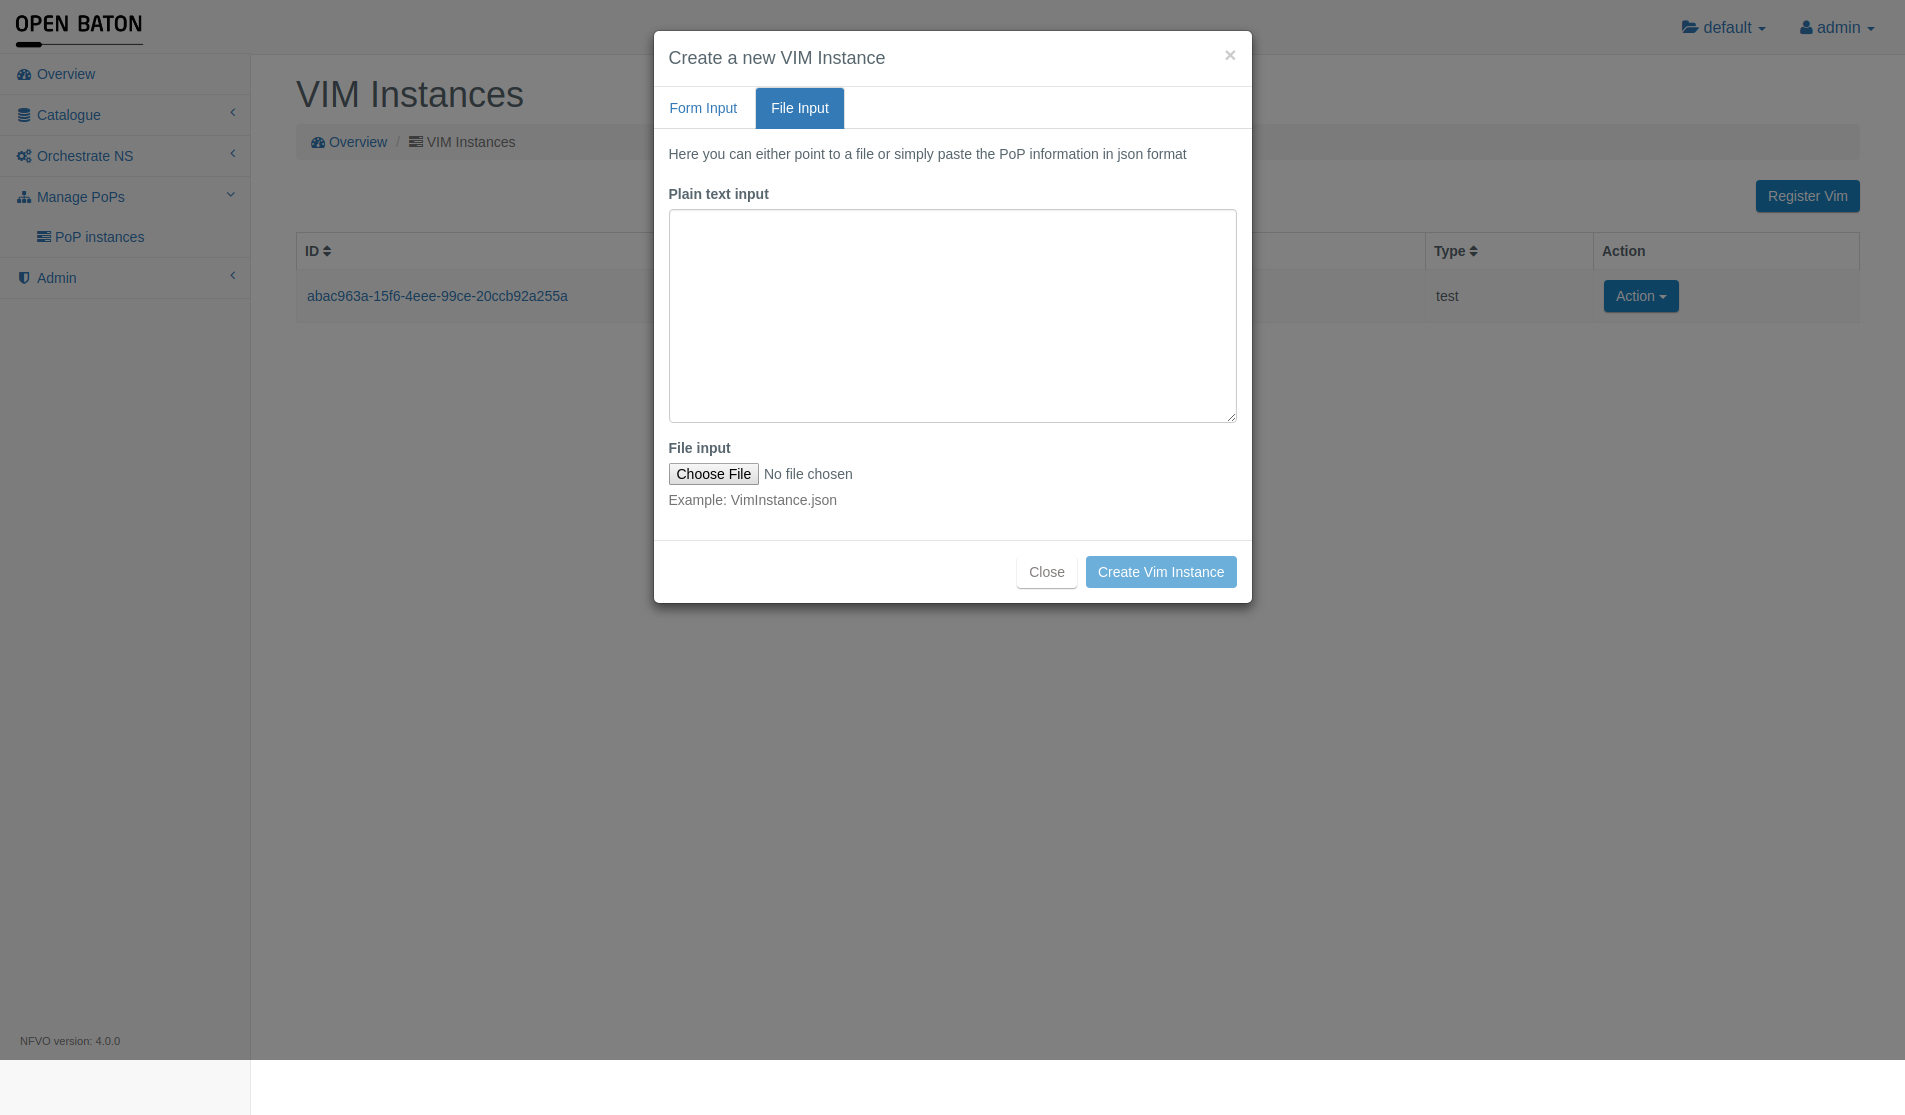 OPEN BATON
default
admin
Overview
Catalogue
Orchestrate NS
Manage PoPs
PoP instances
Admin
NFVO version: 4.0.0
VIM Instances
Overview / VIM Instances
Register Vim
ID
Type
Action
abac963a-15f6-4eee-99ce-20ccb92a255a
test
Action
Create a new VIM Instance
×
Form Input
File Input
Here you can either point to a file or simply paste the PoP information in json format
Plain text input
File input
Choose File No file chosen
Example: VimInstance.json
Close
Create Vim Instance